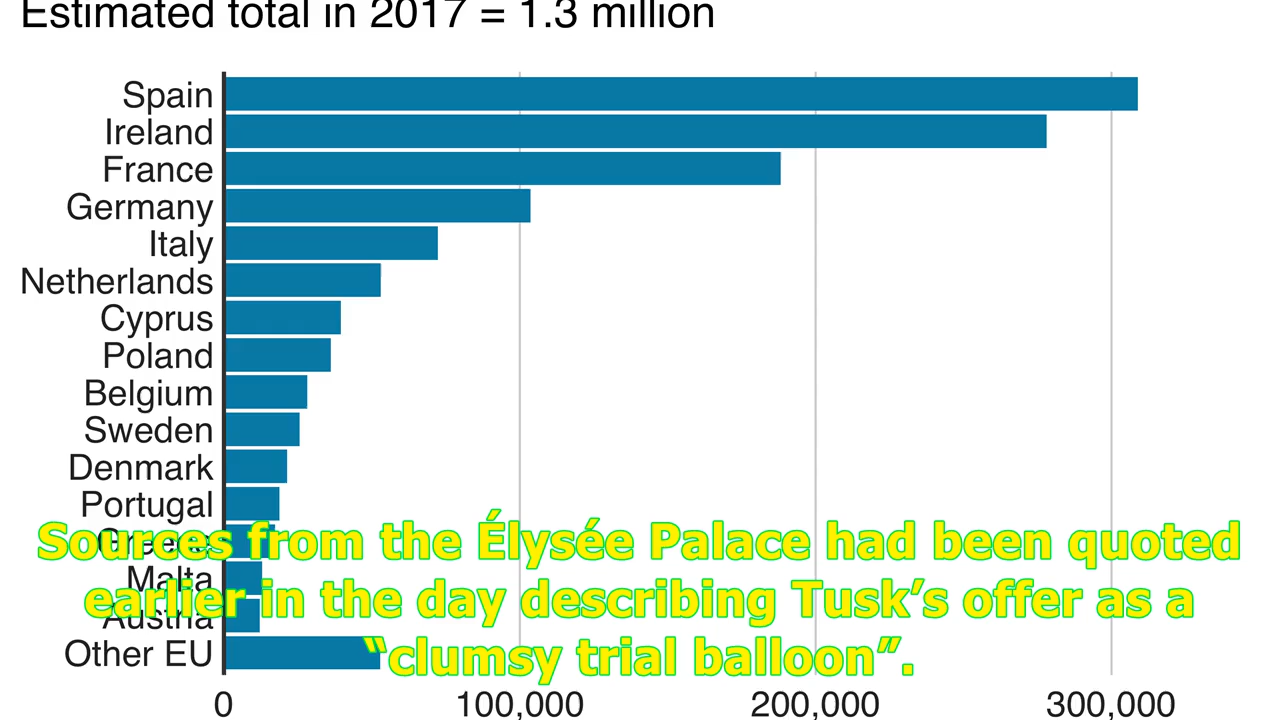 Estimated total in 2017 = 1.3 million
Spain
Ireland
France
Germany
Italy
Netherlands
Cyprus
Poland
Belgium
Sweden
Denmark
Portugal
Greece
Malta
Austria
Other EU
0 100,000 200,000 300,000
Sources from the Élysée Palace had been quoted
earlier in the day describing Tusk’s offer as a
“clumsy trial balloon”.